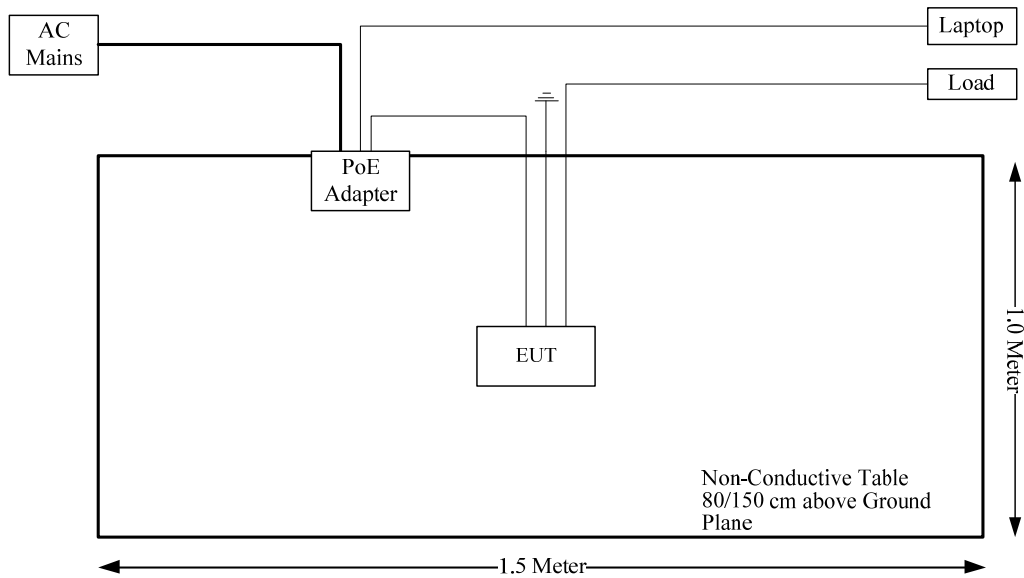 AC
Mains
Laptop
Load
PoE
Adapter
EUT
1.0 Meter
Non-Conductive Table
80/150 cm above Ground
Plane
1.5 Meter